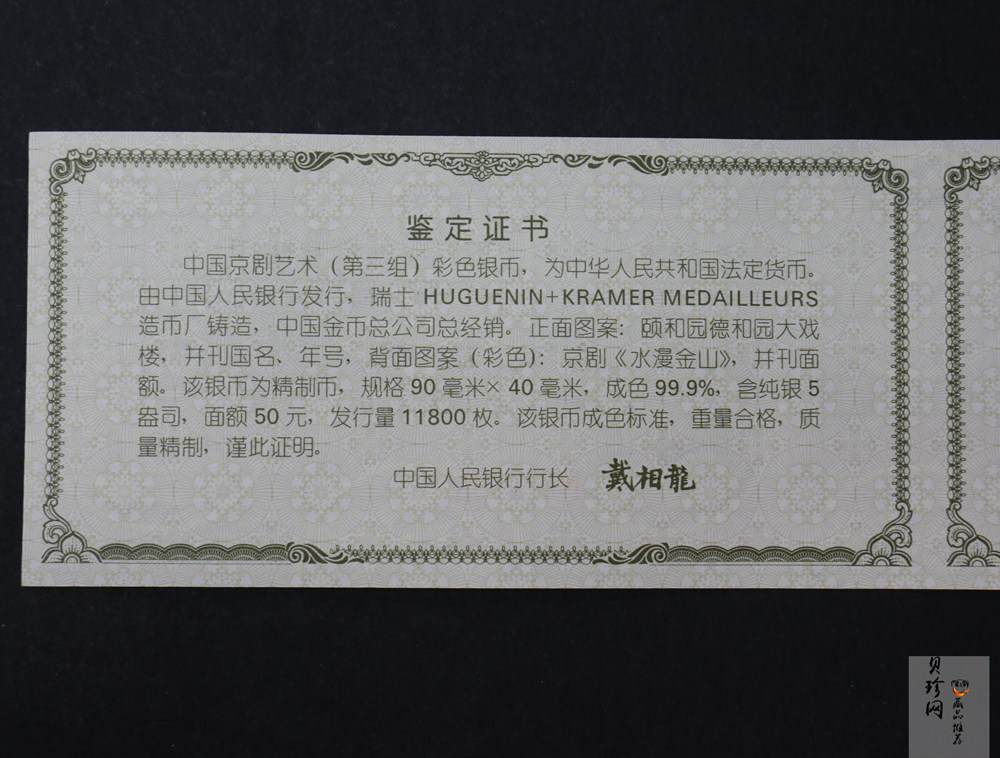 鉴定证书
中国京剧艺术（第三组）彩色银币，为中华人民共和国法定货币。
由中国人民银行发行，瑞士 HUGUENIN+KRAMER MEDAILLEURS
造币厂铸造，中国金币总公司总经销。正面图案：颐和园德和园大戏
楼，并刊国名、年号，背面图案（彩色）：京剧《水漫金山》，并刊面
额。该银币为精制币，规格 90 毫米× 40 毫米，成色 99.9%，含纯银 5
盎司，面额 50 元，发行量 11800 枚。该银币成色标准，重量合格，质
量精制，谨此证明。
中国人民银行行长 戴相龍
贝珍网
藏品推荐